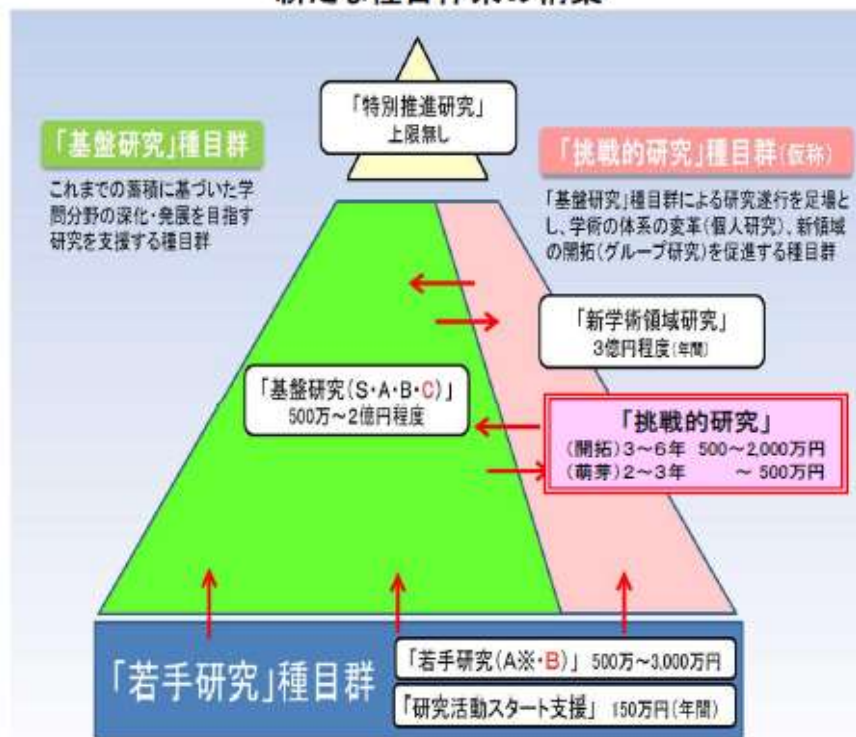 「特別推進研究」
上限無し
「基盤研究」種目群
これまでの蓄積に基づいた学
問分野の深化・発展を目指す
研究を支援する種目群
「挑戦的研究」種目群(仮称)
「基盤研究」種目群による研究遂行を足場と
し、学術の体系の変革(個人研究)、新領域
の開拓(グループ研究)を促進する種目群
「新学術領域研究」
3億円程度(年間)
「基盤研究(S・A・B・C)」
500万～2億円程度
「挑戦的研究」
(開拓)3～6年 500～2,000万円
(萌芽)2～3年 ～ 500万円
「若手研究」種目群
「若手研究(A※・B)」 500万～3,000万円
「研究活動スタート支援」 150万円(年間)